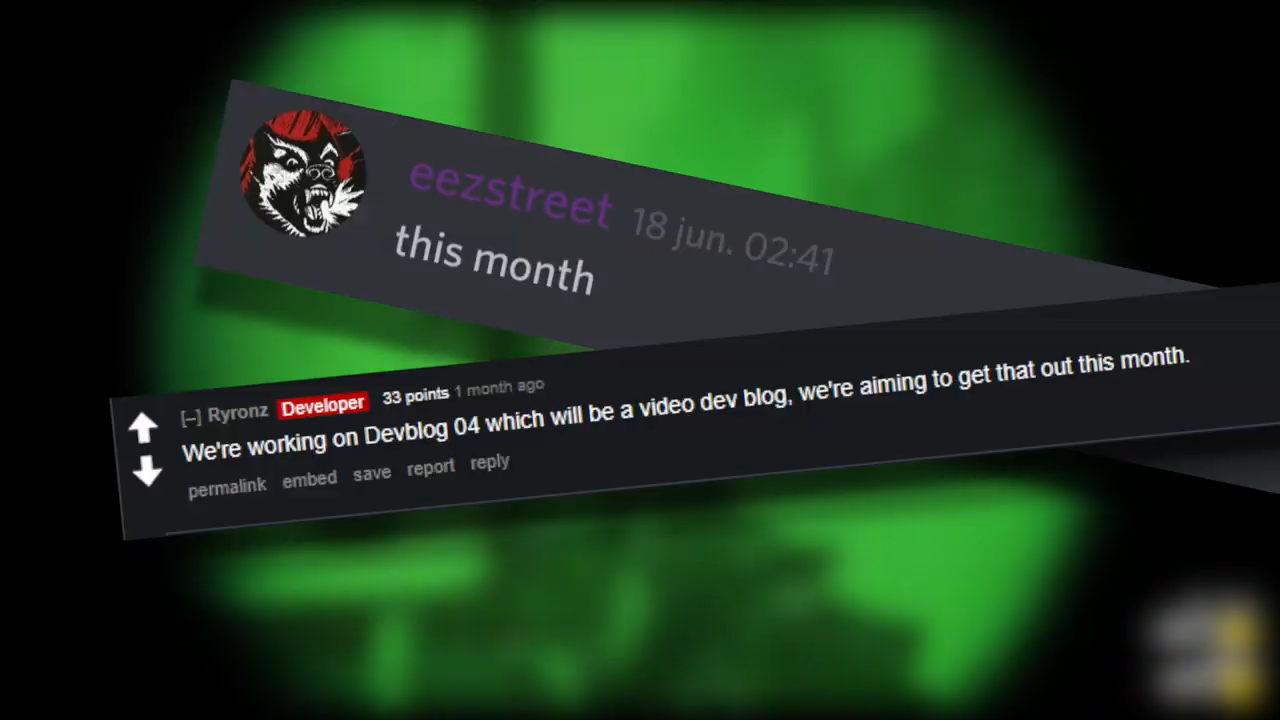 eezstreet 18 jun. 02:41
this month
[–] Ryronz Developer 33 points 1 month ago
We're working on Devblog 04 which will be a video dev blog, we're aiming to get that out this month.
permalink embed save report reply